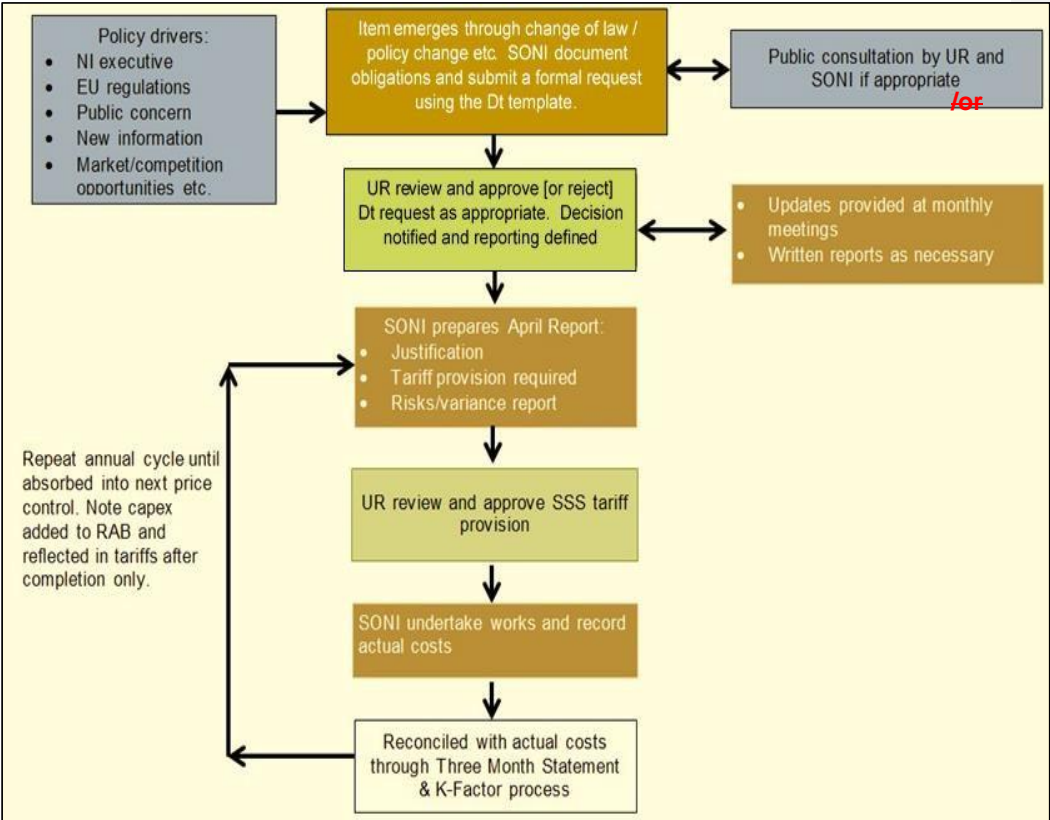 Policy drivers:
• NI executive
• EU regulations
• Public concern
• New information
• Market/competition
opportunities etc.
Item emerges through change of law /
policy change etc. SONI document
obligations and submit a formal request
using the Dt template.
Public consultation by UR and
SONI if appropriate
/or
UR review and approve [or reject]
Dt request as appropriate. Decision
notified and reporting defined
• Updates provided at monthly
meetings
• Written reports as necessary
SONI prepares April Report:
• Justification
• Tariff provision required
• Risks/variance report
Repeat annual cycle until
absorbed into next price
control. Note capex
added to RAB and
reflected in tariffs after
completion only.
UR review and approve SSS tariff
provision
SONI undertake works and record
actual costs
Reconciled with actual costs
through Three Month Statement
& K-Factor process